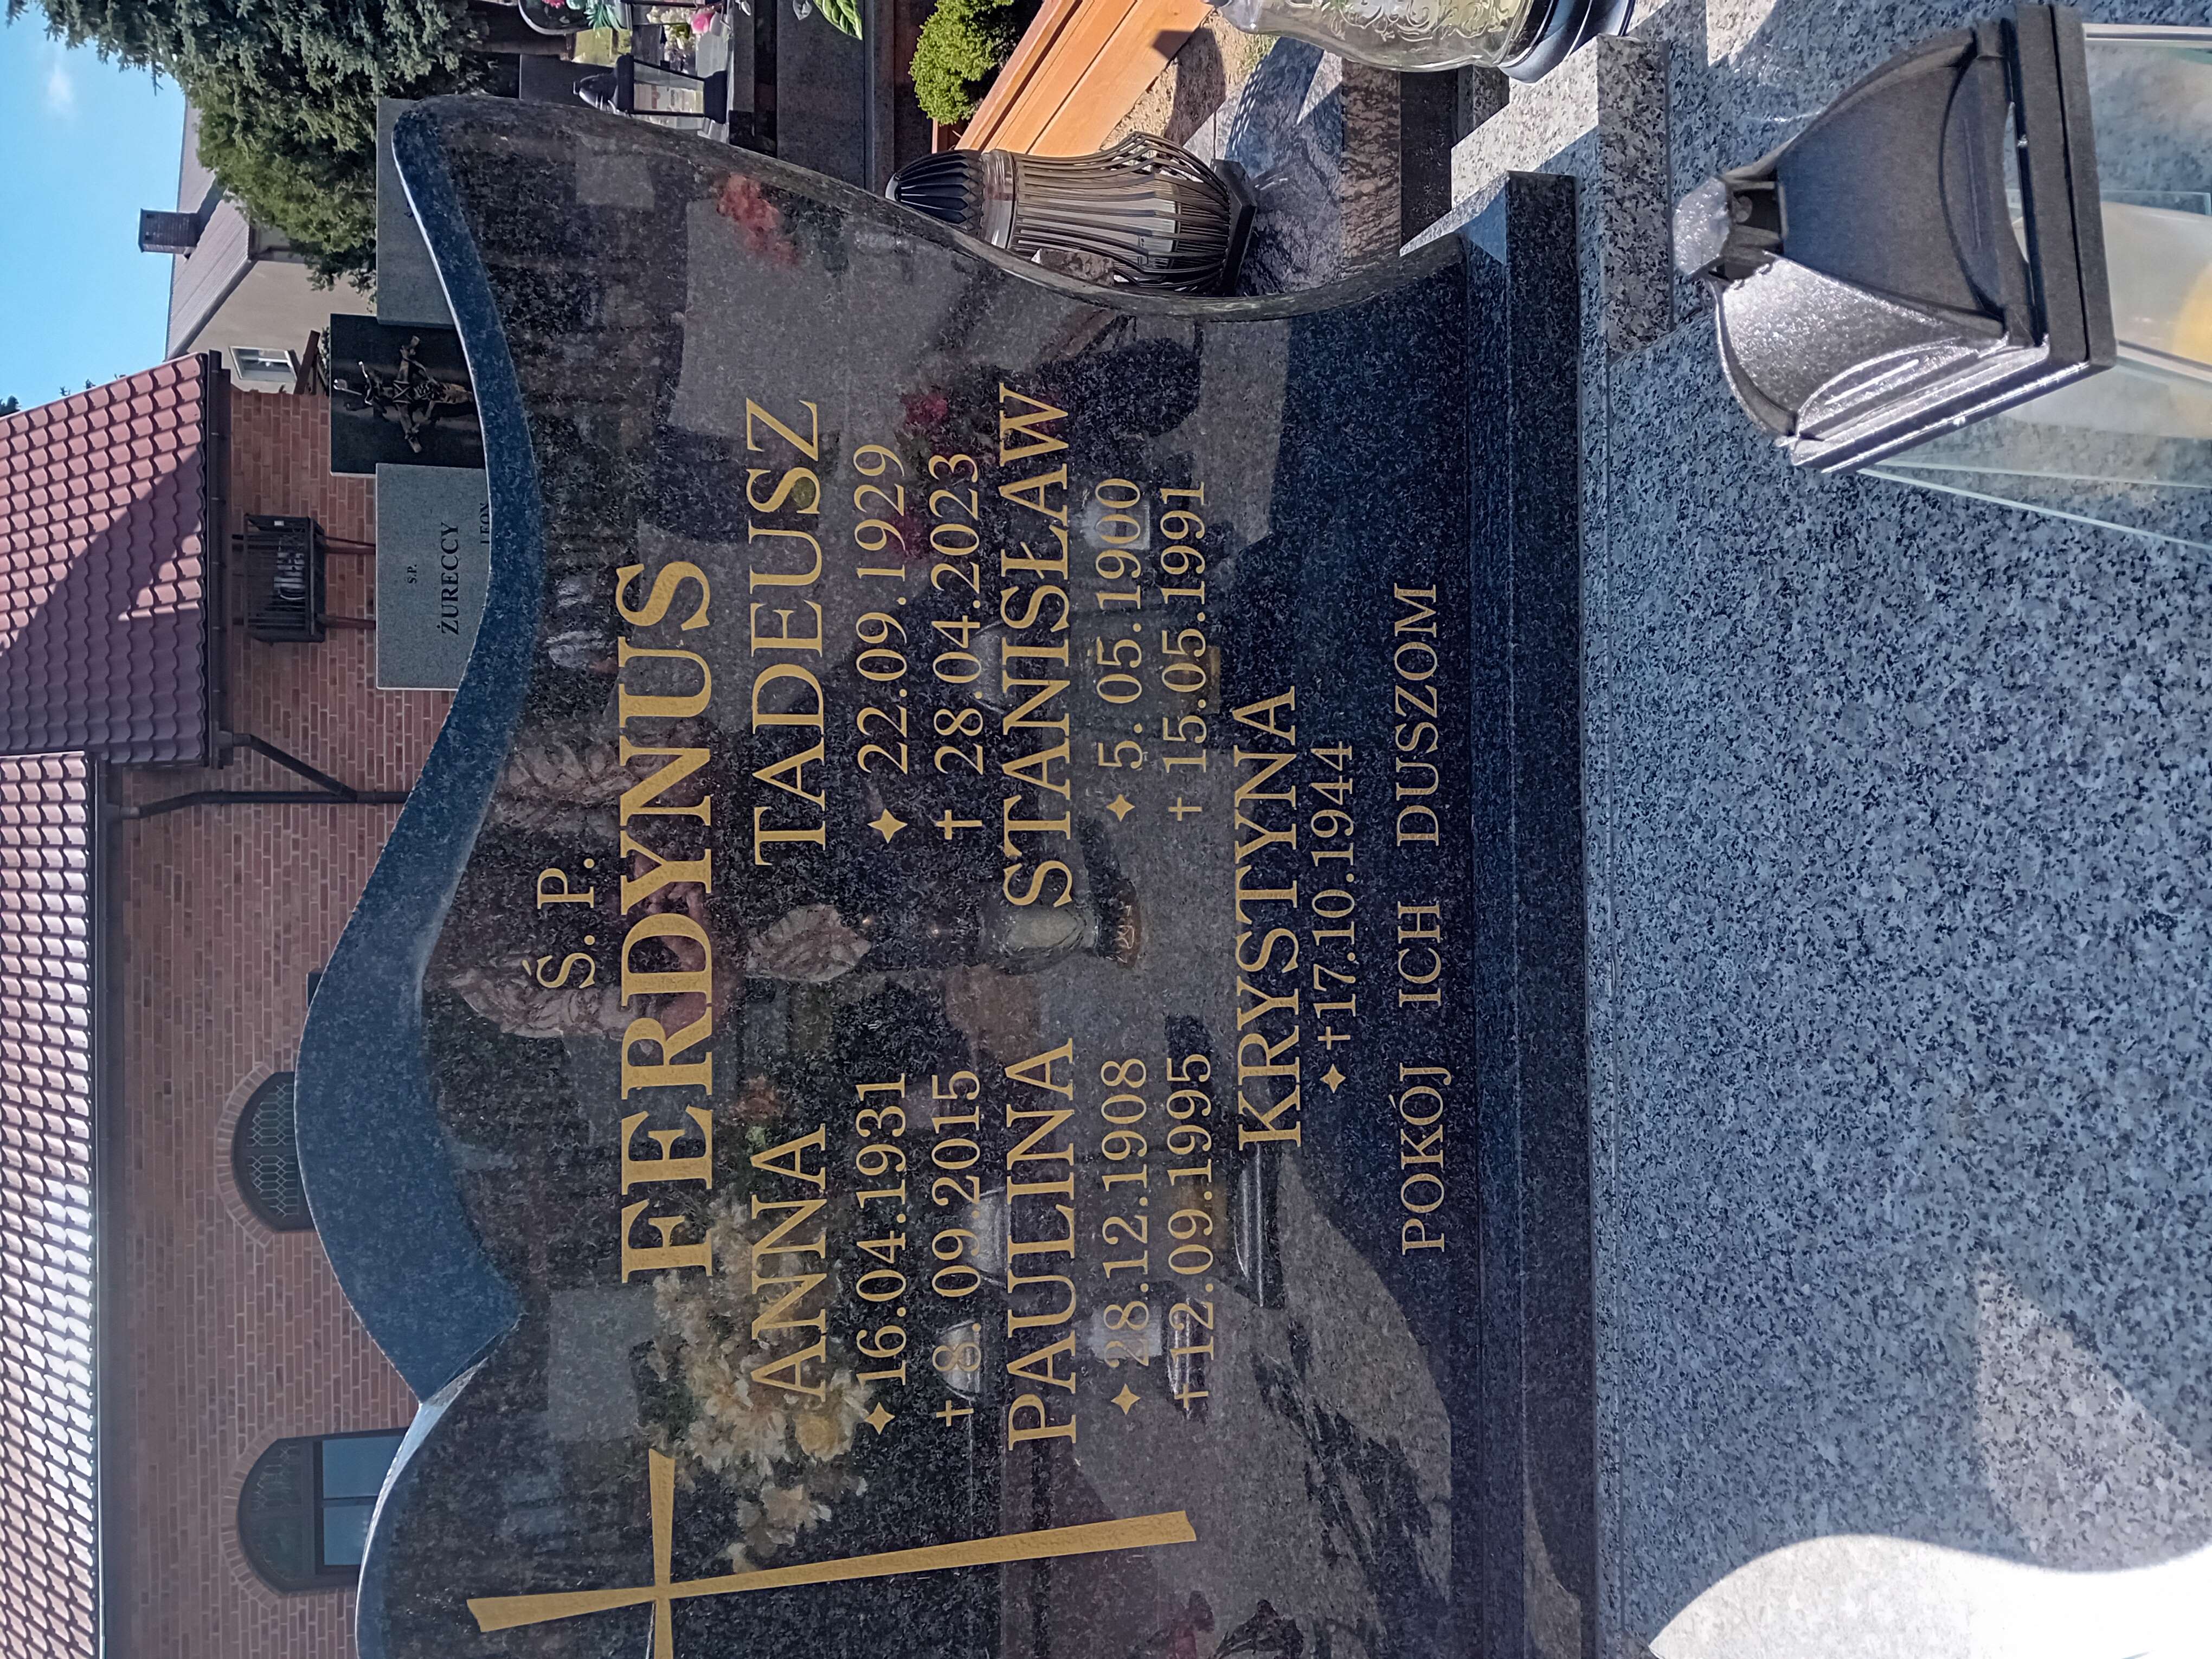 Ś. P.
FERDYNUS
ANNA
✦ 16.04.1931
✝ 8. 09.2015
TADEUSZ
✦ 22.09.1929
✝ 28.04.2023
PAULINA
✦ 28.12.1908
✝ 12.09.1995
STANISŁAW
✦ 5. 05.1900
✝ 15.05.1991
KRYSTYNA
✦ ✝ 17.10.1944
POKÓJ ICH DUSZOM
Ś.P.
ŻURECCY
LEON